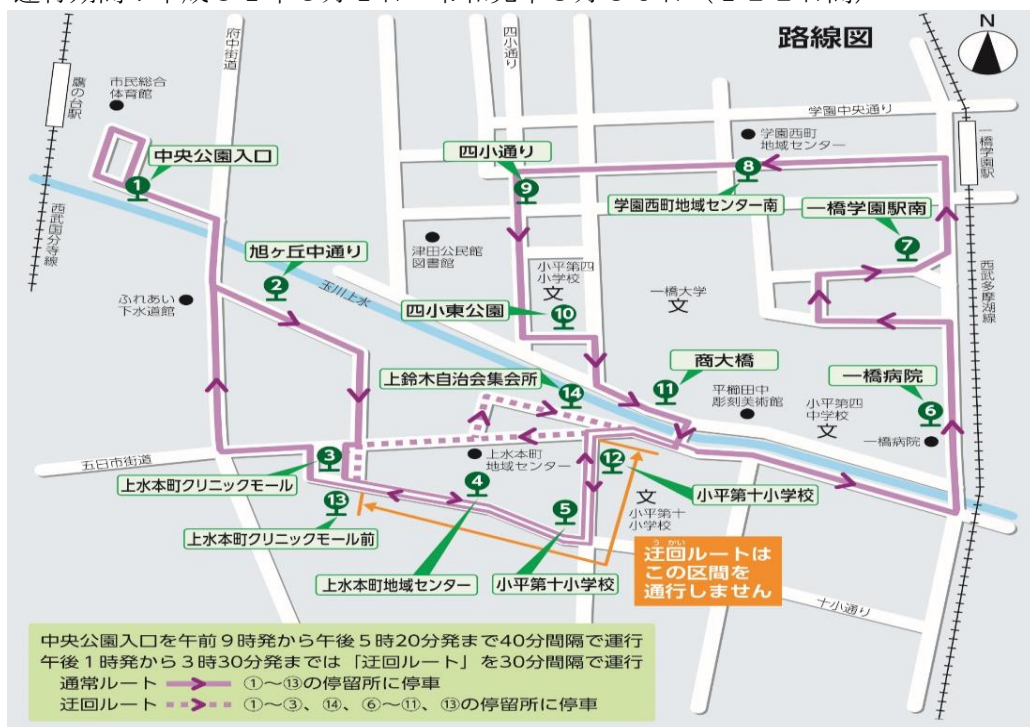 路線図
N
府中街道
四小通り
鷹の台駅
市民総合
体育館
学園中央通り
学園西町
地域センター
一橋学園駅
中央公園入口
1
四小通り
9
8
学園西町地域センター南
一橋学園駅南
7
西武国分寺線
旭ヶ丘中通り
2
玉川上水
津田公民館
図書館
小平第四
小学校
文
一橋大学
文
西武多摩湖線
ふれあい
下水道館
四小東公園
10
上鈴木自治会集会所
14
商大橋
11
平櫛田中
彫刻美術館
小平第四
中学校
文
一橋病院
6
一橋病院
五日市街道
3
上水本町クリニックモール
上水本町
地域センター
4
5
12
小平第十小学校
文
小平第十
小学校
13
上水本町クリニックモール前
上水本町地域センター
小平第十小学校
うかい
迂回ルートは
この区間を
通行しません
十小通り
中央公園入口を午前9時発から午後5時20分発まで40分間隔で運行
午後1時発から3時30分発までは「迂回ルート」を30分間隔で運行
通常ルート ①〜⑬の停留所に停車
迂回ルート ①〜③、⑭、⑥〜⑪、⑬の停留所に停車